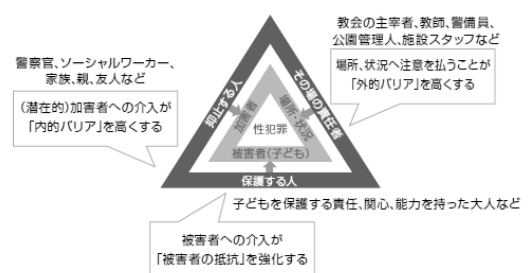 教会の主宰者、教師、警備員、
公園管理人、施設スタッフなど
場所、状況へ注意を払うことが
「外的バリア」を高くする
警察官、ソーシャルワーカー、
家族、親、友人など
（潜在的）加害者への介入が
「内的バリア」を高くする
抑止する人
その場の責任者
加害者
場所・状況
性犯罪
被害者（子ども）
保護する人
子どもを保護する責任、関心、能力を持った大人など
被害者への介入が
「被害者の抵抗」を強化する